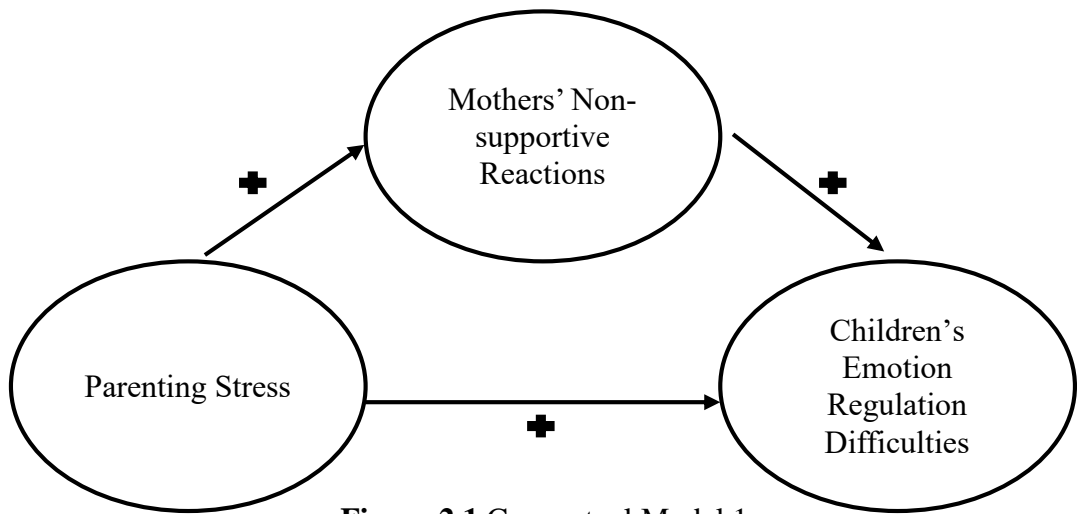 Mothers’ Non-
supportive
Reactions
Parenting Stress
Children’s
Emotion
Regulation
Difficulties
Figure 2.1 Conceptual Model 1